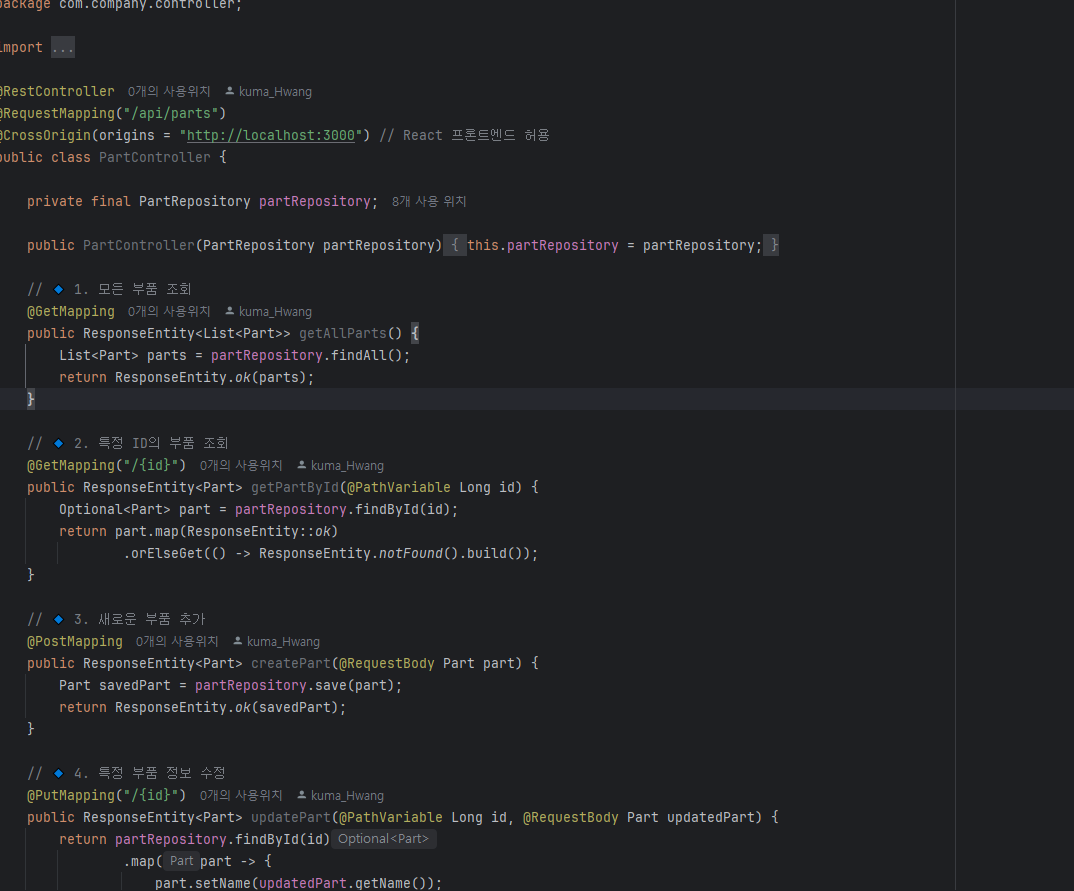 package com.company.controller;
import ...
@RestController 0개의 사용위치 kuma_Hwang
@RequestMapping("/api/parts")
@CrossOrigin(origins = "http://localhost:3000") // React 프론트엔드 허용
public class PartController {
private final PartRepository partRepository; 8개 사용 위치
public PartController(PartRepository partRepository) { this.partRepository = partRepository; }
// 🔹 1. 모든 부품 조회
@GetMapping 0개의 사용위치 kuma_Hwang
public ResponseEntity<List<Part>> getAllParts() {
List<Part> parts = partRepository.findAll();
return ResponseEntity.ok(parts);
}
// 🔹 2. 특정 ID의 부품 조회
@GetMapping("/{id}") 0개의 사용위치 kuma_Hwang
public ResponseEntity<Part> getPartById(@PathVariable Long id) {
Optional<Part> part = partRepository.findById(id);
return part.map(ResponseEntity::ok)
.orElseGet(() -> ResponseEntity.notFound().build());
}
// 🔹 3. 새로운 부품 추가
@PostMapping 0개의 사용위치 kuma_Hwang
public ResponseEntity<Part> createPart(@RequestBody Part part) {
Part savedPart = partRepository.save(part);
return ResponseEntity.ok(savedPart);
}
// 🔹 4. 특정 부품 정보 수정
@PutMapping("/{id}") 0개의 사용위치 kuma_Hwang
public ResponseEntity<Part> updatePart(@PathVariable Long id, @RequestBody Part updatedPart) {
return partRepository.findById(id) Optional<Part>
.map( Part part -> {
part.setName(updatedPart.getName());